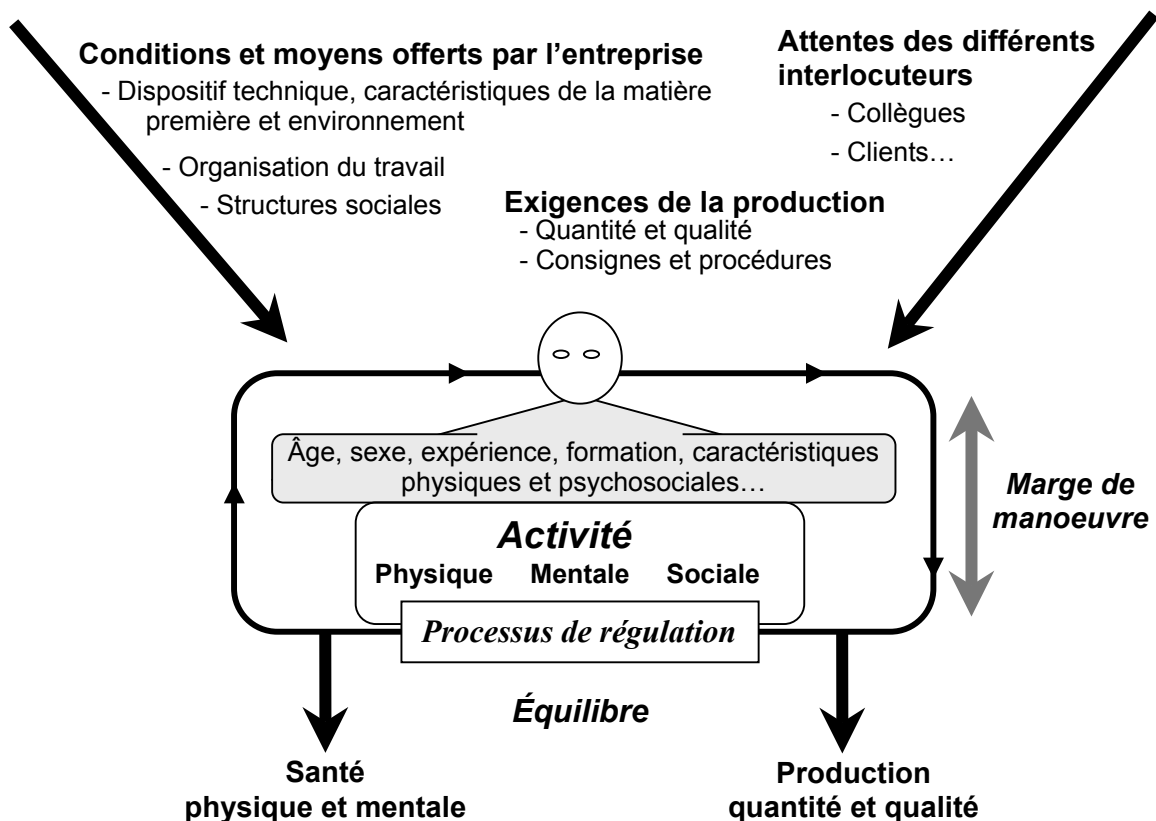 Conditions et moyens offerts par l’entreprise
- Dispositif technique, caractéristiques de la matière
première et environnement
- Organisation du travail
- Structures sociales
Attentes des différents
interlocuteurs
- Collègues
- Clients…
Exigences de la production
- Quantité et qualité
- Consignes et procédures
Âge, sexe, expérience, formation, caractéristiques
physiques et psychosociales…
Activité
Physique Mentale Sociale
Processus de régulation
Marge de
manoeuvre
Équilibre
Santé
physique et mentale
Production
quantité et qualité